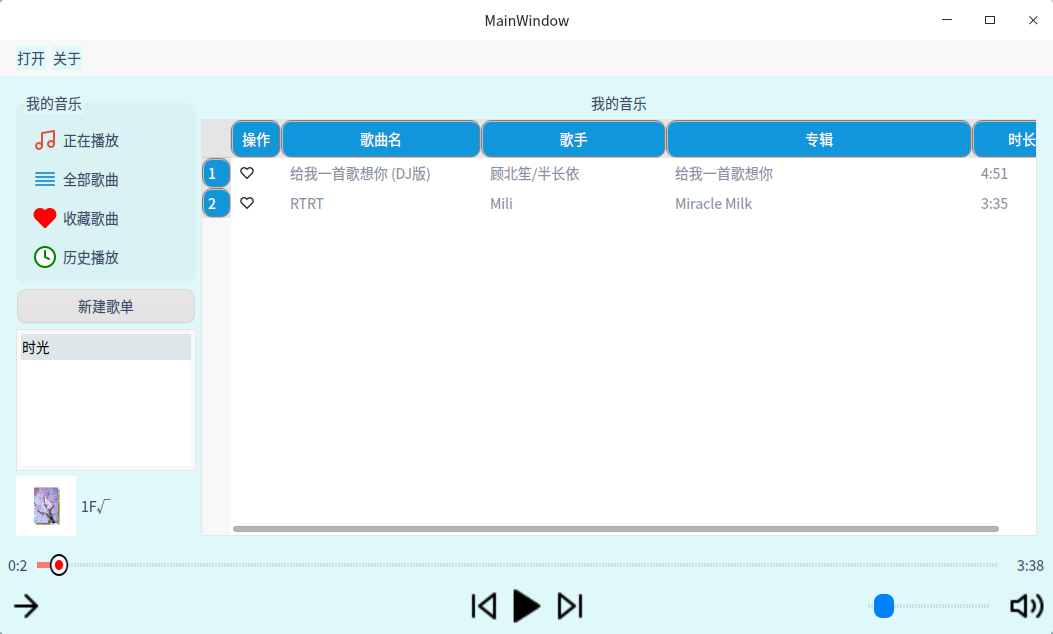 MainWindow
打开 关于
我的音乐
正在播放
全部歌曲
收藏歌曲
历史播放
新建歌单
时光
1F√
我的音乐
操作 歌曲名 歌手 专辑 时长
1 给我一首歌想你 (DJ版) 顾北笙/半长侬 给我一首歌想你 4:51
2 RTRT Mili Miracle Milk 3:35
0:2 3:38